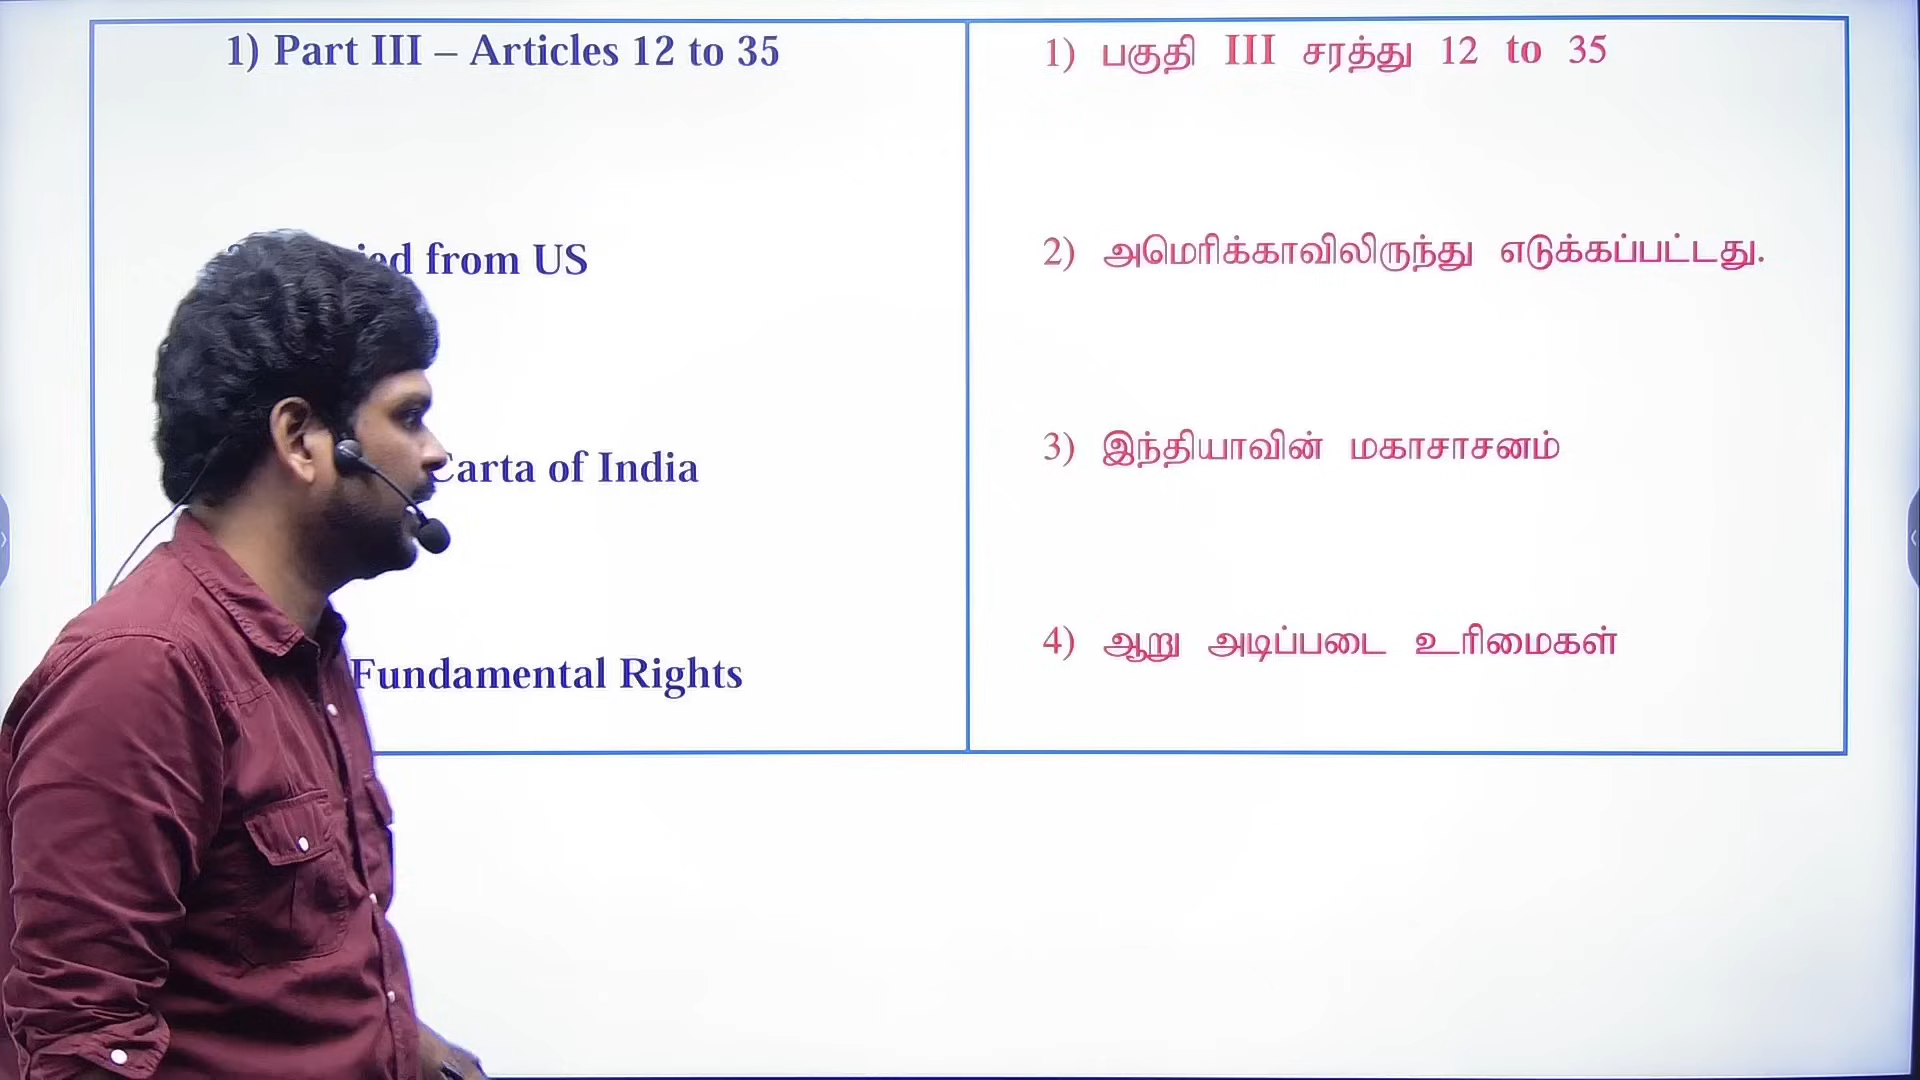 1) Part III – Articles 12 to 35
from US
Carta of India
Fundamental Rights
1) பகுதி III சரத்து 12 to 35
2) அமெரிக்காவிலிருந்து எடுக்கப்பட்டது.
3) இந்தியாவின் மகாசாசனம்
4) ஆறு அடிப்படை உரிமைகள்